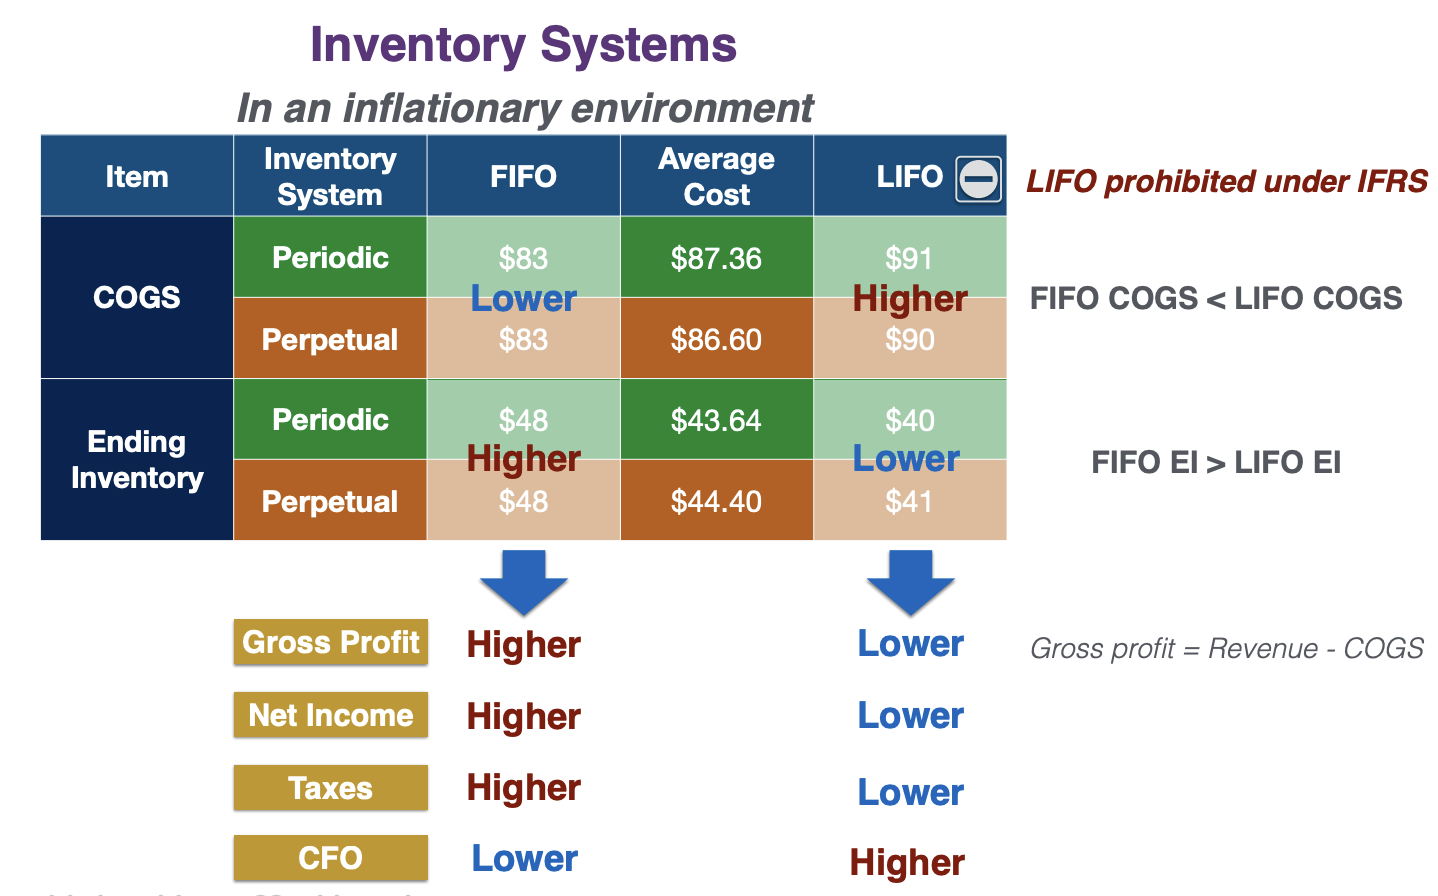 Inventory Systems
In an inflationary environment
Item
Inventory
System
FIFO
Average
Cost
LIFO
LIFO prohibited under IFRS
COGS
Periodic
$83
$87.36
$91
Lower
Higher
FIFO COGS < LIFO COGS
Perpetual
$83
$86.60
$90
Ending
Inventory
Periodic
$48
$43.64
$40
Higher
Lower
FIFO EI > LIFO EI
Perpetual
$48
$44.40
$41
Gross Profit
Higher
Lower
Gross profit = Revenue - COGS
Net Income
Higher
Lower
Taxes
Higher
Lower
CFO
Lower
Higher